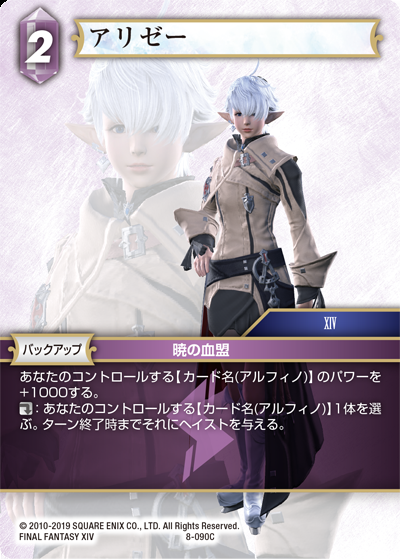 2
アリゼー
XIV
バックアップ
暁の血盟
あなたのコントロールする【カード名(アルフィノ)】のパワーを
+1000する。
：あなたのコントロールする【カード名(アルフィノ)】1体を選
ぶ。ターン終了時までそれにヘイストを与える。
© 2010-2019 SQUARE ENIX CO., LTD. All Rights Reserved.
FINAL FANTASY XIV
8-090C